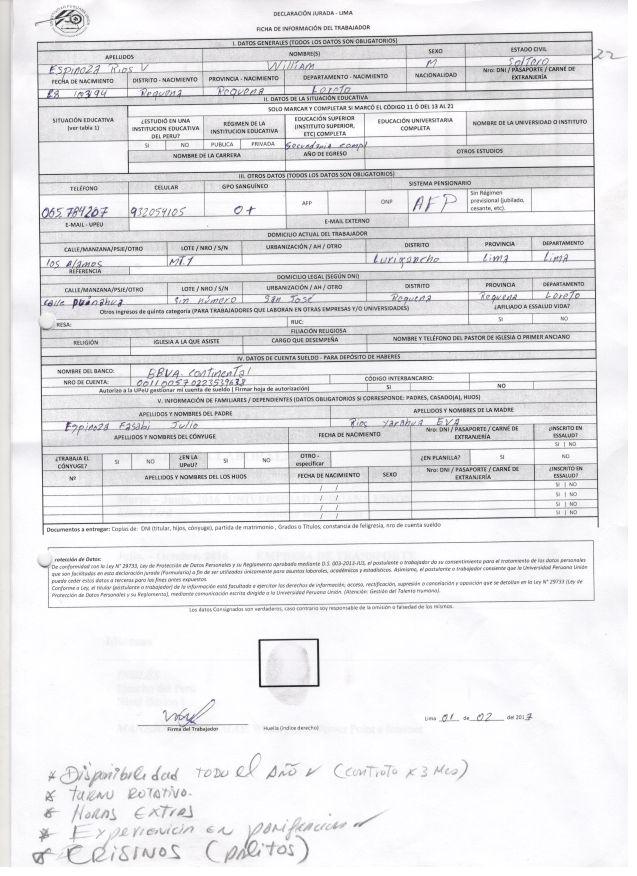 DECLARACIÓN JURADA - LIMA
FICHA DE INFORMACIÓN DEL TRABAJADOR
22
I. DATOS GENERALES (TODOS LOS DATOS SON OBLIGATORIOS)
APELLIDOS NOMBRE(S) SEXO ESTADO CIVIL
Espinoza Rios V William M Soltero
FECHA DE NACIMIENTO DISTRITO - NACIMIENTO PROVINCIA - NACIMIENTO DEPARTAMENTO - NACIMIENTO NACIONALIDAD Nro: DNI / PASAPORTE / CARNÉ DE EXTRANJERÍA
Requena Requena Loreto
II. DATOS DE LA SITUACIÓN EDUCATIVA
SOLO MARCAR Y COMPLETAR SI MARCÓ EL CÓDIGO 11 Ó DEL 13 AL 21
SITUACIÓN EDUCATIVA (ver tabla 1) ¿ESTUDIÓ EN UNA INSTITUCION EDUCATIVA DEL PERU? RÉGIMEN DE LA INSTITUCION EDUCATIVA EDUCACIÓN SUPERIOR (INSTITUTO SUPERIOR, ETC) COMPLETA EDUCACIÓN UNIVERSITARIA COMPLETA NOMBRE DE LA UNIVERSIDAD O INSTITUTO
SI NO PUBLICA PRIVADA Secundaria compl
NOMBRE DE LA CARRERA AÑO DE EGRESO OTROS ESTUDIOS
III. OTROS DATOS (TODOS LOS DATOS SON OBLIGATORIOS)
TELÉFONO CELULAR GPO SANGUÍNEO SISTEMA PENSIONARIO
065 784207 932054105 O+ AFP ONP AFP Sin Régimen previsional (jubilado, cesante, etc).
E-MAIL - UPEU E-MAIL EXTERNO
DOMICILIO ACTUAL DEL TRABAJADOR
CALLE/MANZANA/PSJE/OTRO LOTE / NRO / S/N URBANIZACIÓN / AH / OTRO DISTRITO PROVINCIA DEPARTAMENTO
los Alamos MT.1 Lurigancho Lima Lima
REFERENCIA
DOMICILIO LEGAL (SEGÚN DNI)
CALLE/MANZANA/PSJE/OTRO LOTE / NRO / S/N URBANIZACIÓN / AH / OTRO DISTRITO PROVINCIA DEPARTAMENTO
calle sin número san José Requena Requena Loreto
Otros ingresos de quinto categoría (PARA TRABAJADORES QUE LABORAN EN OTRAS EMPRESAS Y/O UNIVERSIDADES) ¿AFILIADO A ESSALUD VIDA?
RESA: RUC: SI NO
FILIACIÓN RELIGIOSA
RELIGIÓN IGLESIA A LA QUE ASISTE CARGO QUE DESEMPEÑA NOMBRE Y TELÉFONO DEL PASTOR DE IGLESIA O PRIMER ANCIANO
IV. DATOS DE CUENTA SUELDO - PARA DEPÓSITO DE HABERES
NOMBRE DEL BANCO: BBVA. continental
NRO DE CUENTA: CÓDIGO INTERBANCARIO:
Autorizo a la UPeU gestionar mi cuenta de sueldo ( Firmar hoja de autorización) SI NO
V. INFORMACIÓN DE FAMILIARES / DEPENDIENTES (DATOS OBLIGATORIOS SI CORRESPONDE: PADRES, CASADO(A), HIJOS)
APELLIDOS Y NOMBRES DEL PADRE APELLIDOS Y NOMBRES DE LA MADRE
Espinoza Fasabi Julio Rios Yarahua EVA
APELLIDOS Y NOMBRES DEL CÓNYUGE FECHA DE NACIMIENTO Nro: DNI / PASAPORTE / CARNÉ DE EXTRANJERÍA ¿INSCRITO EN ESSALUD?
SI | NO
¿TRABAJA EL CÓNYUGE? SI NO ¿EN LA UPeU? SI NO OTRO - especificar ¿EN PLANILLA? SI NO
Nº APELLIDOS Y NOMBRES DEL LOS HIJOS FECHA DE NACIMIENTO SEXO Nro: DNI / PASAPORTE / CARNÉ DE EXTRANJERÍA ¿INSCRITO EN ESSALUD?
/ / SI | NO
/ / SI | NO
/ / SI | NO
/ / SI | NO
Documentos a entregar: Copias de: DNI (titular, hijos, cónyuge), partida de matrimonio , Grados o Títulos, constancia de feligresía, nro de cuenta sueldo
rotección de Datos:
De conformidad con la Ley N° 29733, Ley de Protección de Datos Personales y su Reglamento aprobado mediante D.S. 003-2013-JUS, el postulante o trabajador da su consentimiento para el tratamiento de los datos personales
que son facilitados en esta declaración jurada (Formulario) a fin de ser utilizados únicamente para asuntos laborales, académicos y estadísticos. Asimismo, el postulante o trabajador consiente que la Universidad Peruana Unión
pueda ceder estos datos a terceros para los fines antes expuestos.
Conforme a Ley, el titular (postulante o trabajador) de la información está facultado a ejercitar los derechos de información, acceso, rectificación, supresión o cancelación y oposición que se detallan en la Ley N° 29733 (Ley de
Protección de Datos Personales y su Reglamento), mediante comunicación escrita dirigida a la Universidad Peruana Unión. (Atención: Gestión del Talento Humano).
Los datos Consignados son verdaderos, caso contrario soy responsable de la omisión o falsedad de los mismos.
Firma del Trabajador Huella (índice derecho) Lima 01 de 02 del 2017
* Disponibilidad TODO el AÑO ✓ (contrato x 3 Mes)
* TURNO ROTATIVO.
* HORAS EXTRAS
* Experiencia en panificación ✓
* CRISINOS (palitos)